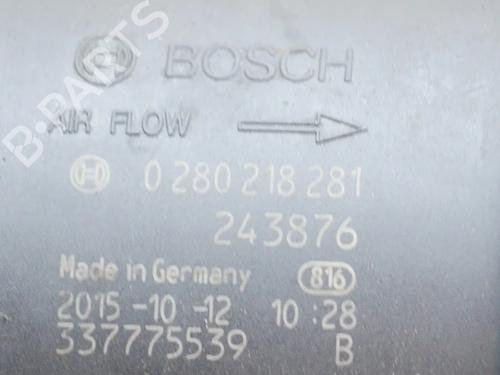 BOSCH
AIR FLOW
0 280 218 281
243876
Made in Germany 816
2015-10-12 10:28
337775539 B
B-PARTS